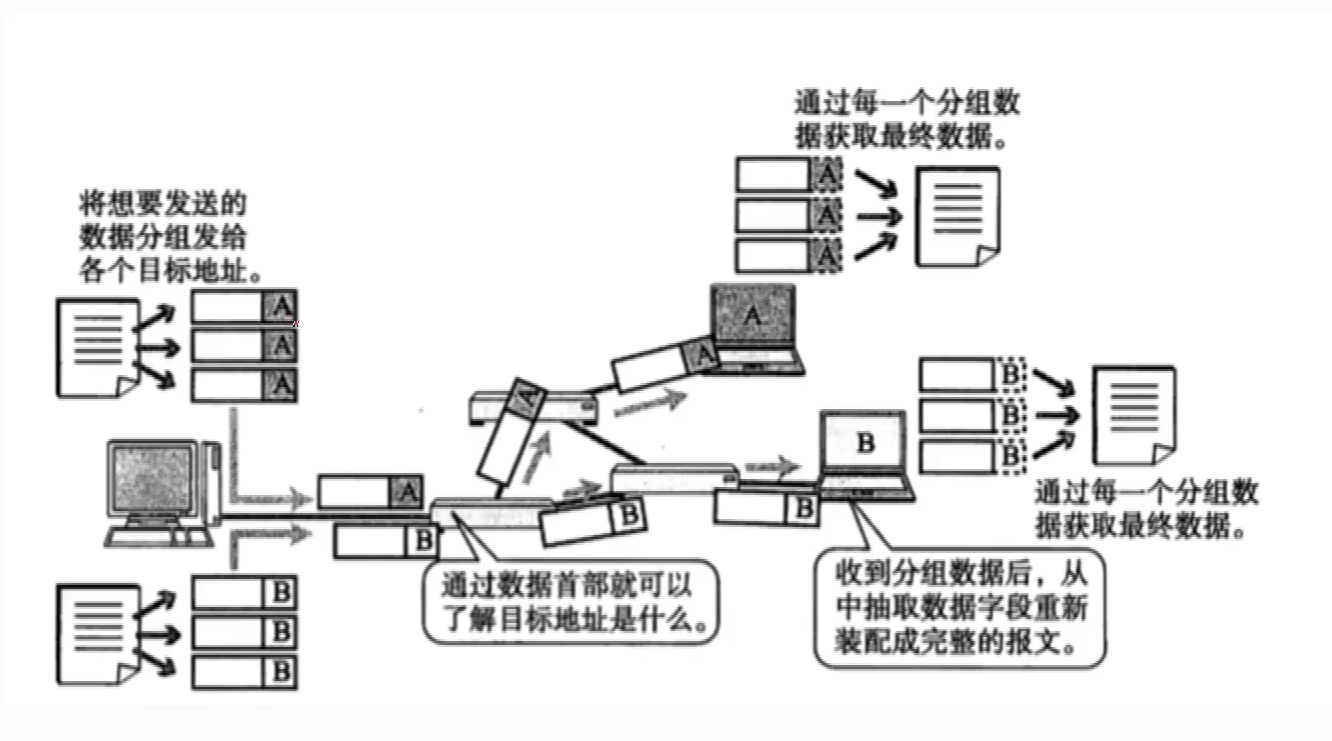 通过每一个分组数
据获取最终数据。
将想要发送的
数据分组发给
各个目标地址。
A
A
A
A
A
A
A
A
A
A
B
B
B
B
B
B
B
B
B
B
通过每一个分组数
据获取最终数据。
通过数据首部就可以
了解目标地址是什么。
收到分组数据后，从
中抽取数据字段重新
装配成完整的报文。